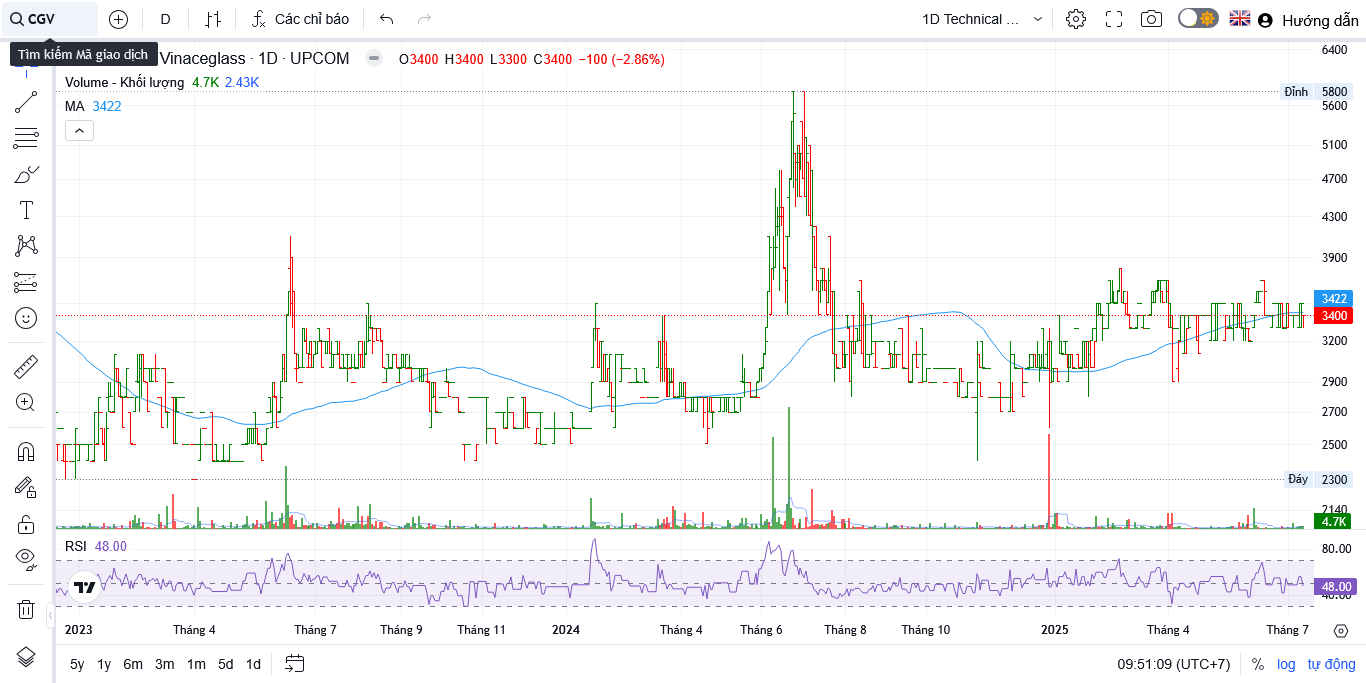 CGV D Các chỉ báo 1D Technical ... Hướng dẫn
Tìm kiếm Mã giao dịch
Vinaceglass · 1D · UPCOM O3400 H3400 L3300 C3400 −100 (−2.86%)
Volume - Khối lượng 4.7K 2.43K
MA 3422
6400
Đỉnh 5800
5600
5100
4700
4300
3900
3422
3400
3200
2900
2700
2500
Đáy 2300
2140
4.7K
RSI 48.00
80.00
48.00
40.00
2023 Tháng 4 Tháng 7 Tháng 9 Tháng 11 2024 Tháng 4 Tháng 6 Tháng 8 Tháng 10 2025 Tháng 4 Tháng 7
5y 1y 6m 3m 1m 5d 1d 09:51:09 (UTC+7) % log tự động